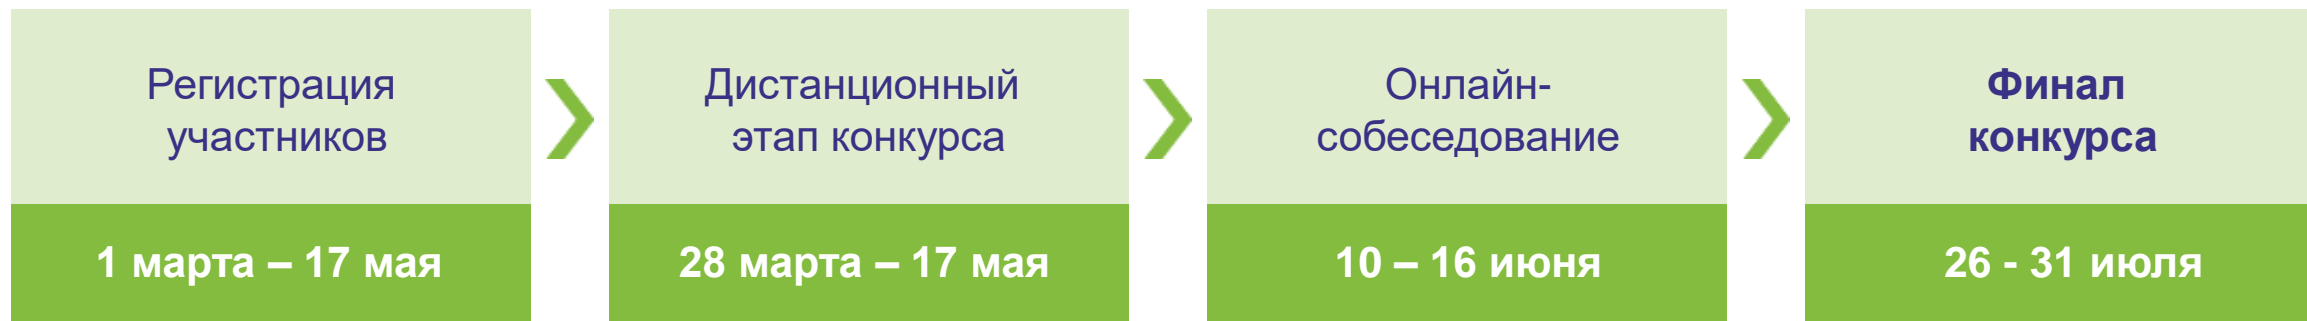 Регистрация
участников
1 марта – 17 мая
Дистанционный
этап конкурса
28 марта – 17 мая
Онлайн-
собеседование
10 – 16 июня
Финал
конкурса
26 - 31 июля